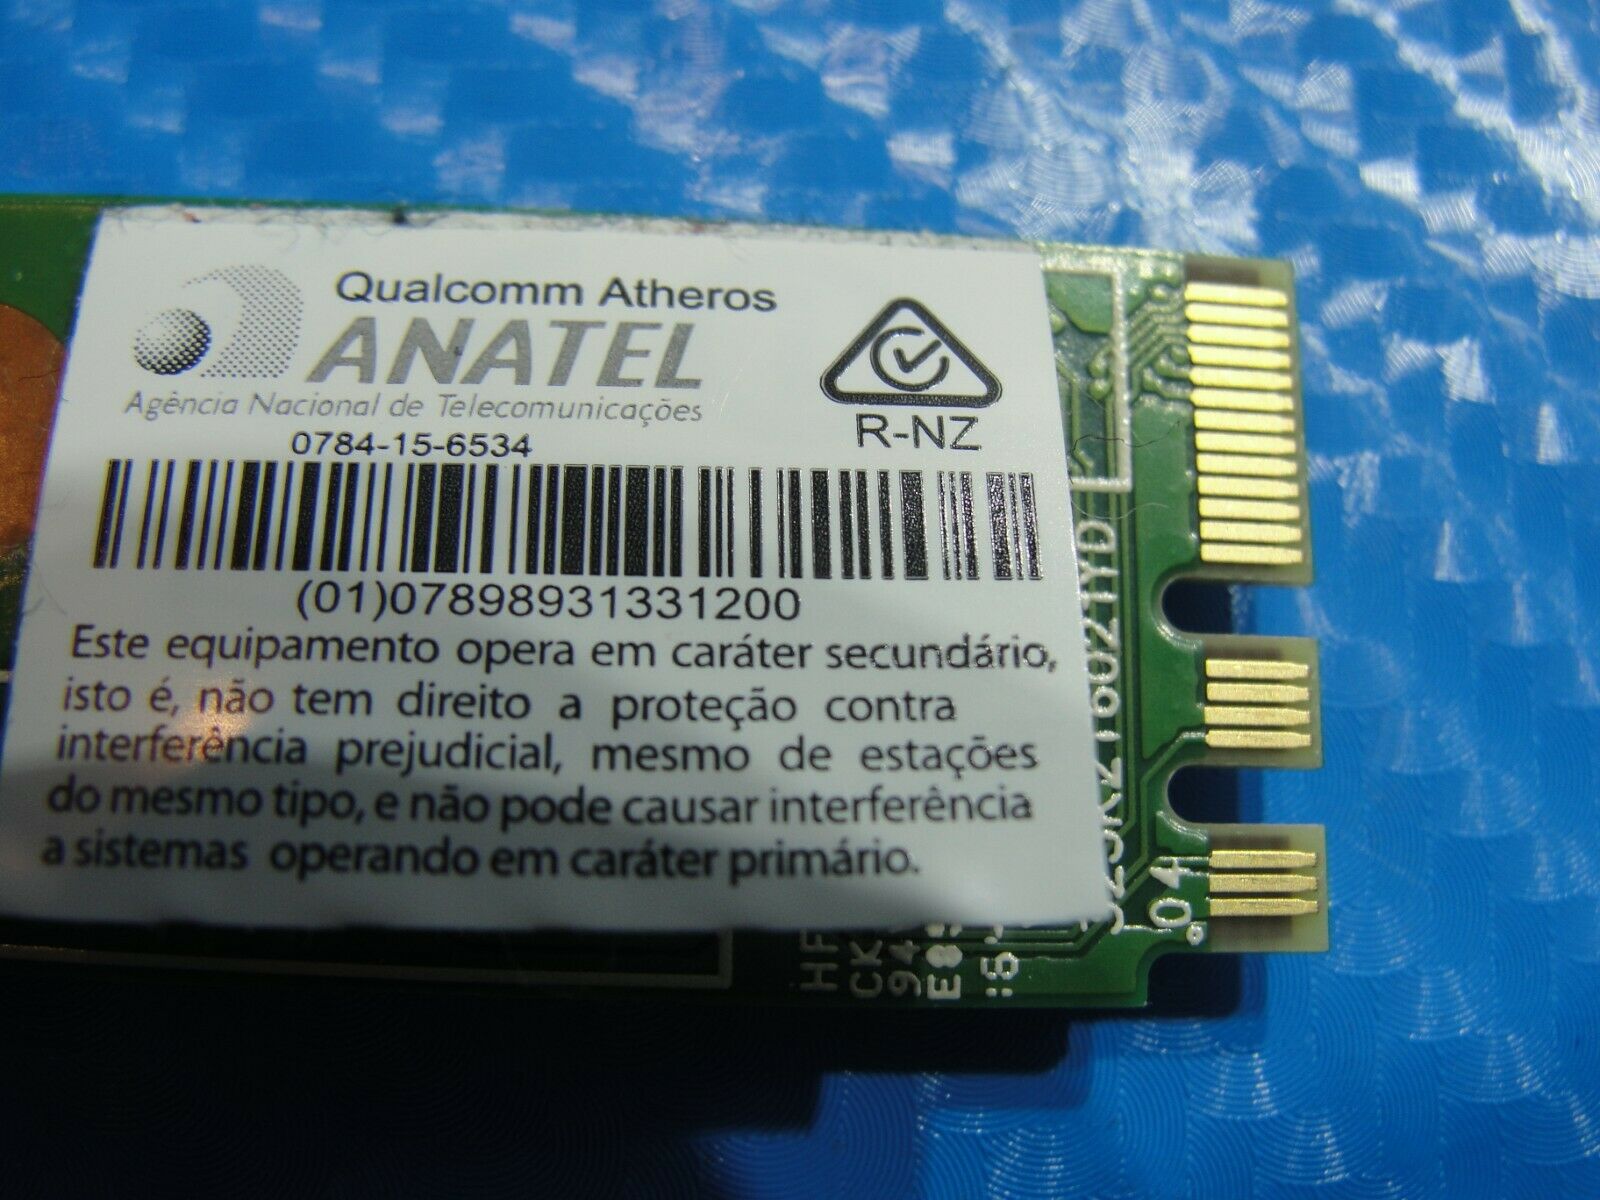 Qualcomm Atheros
ANATEL
Agência Nacional de Telecomunicações
0784-15-6534
R-NZ
(01)07898931331200
Este equipamento opera em caráter secundário,
isto é, não tem direito a proteção contra
interferência prejudicial, mesmo de estações
do mesmo tipo, e não pode causar interferência
a sistemas operando em caráter primário.
.04